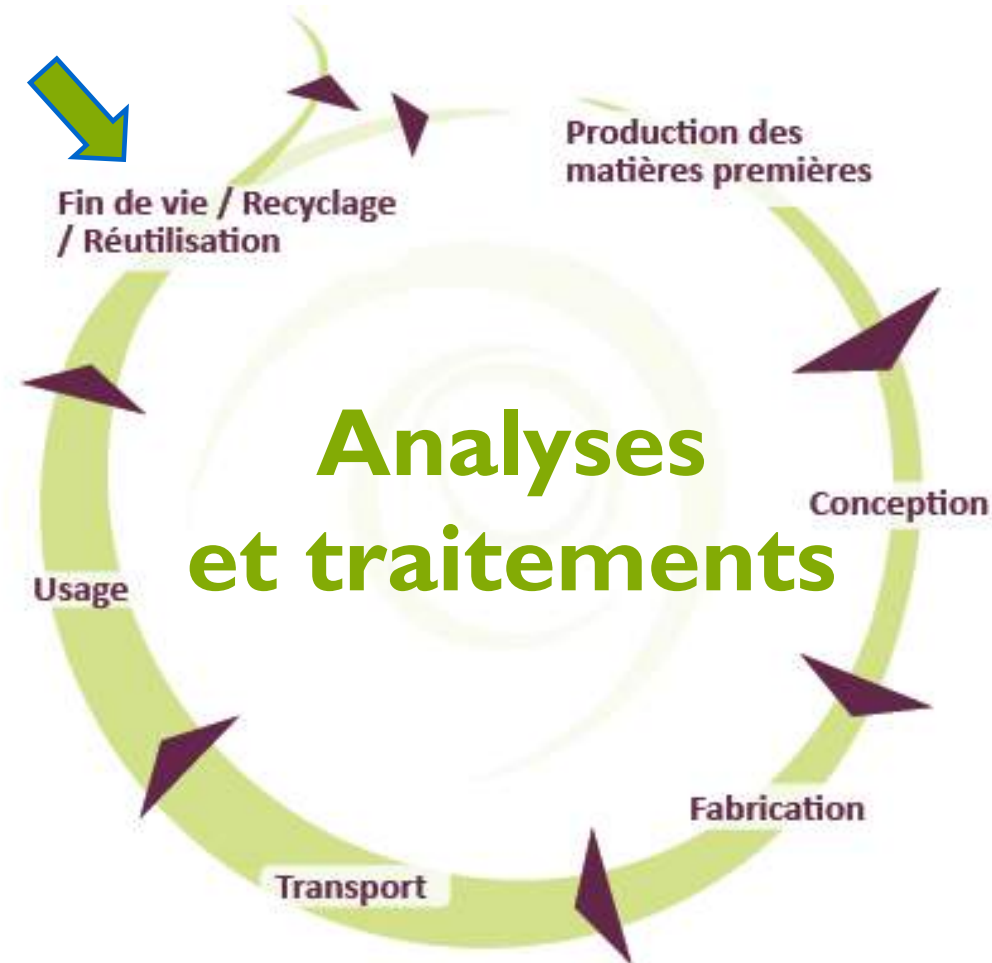 Production des
matières premières
Fin de vie / Recyclage
/ Réutilisation
Analyses
et traitements
Conception
Usage
Fabrication
Transport